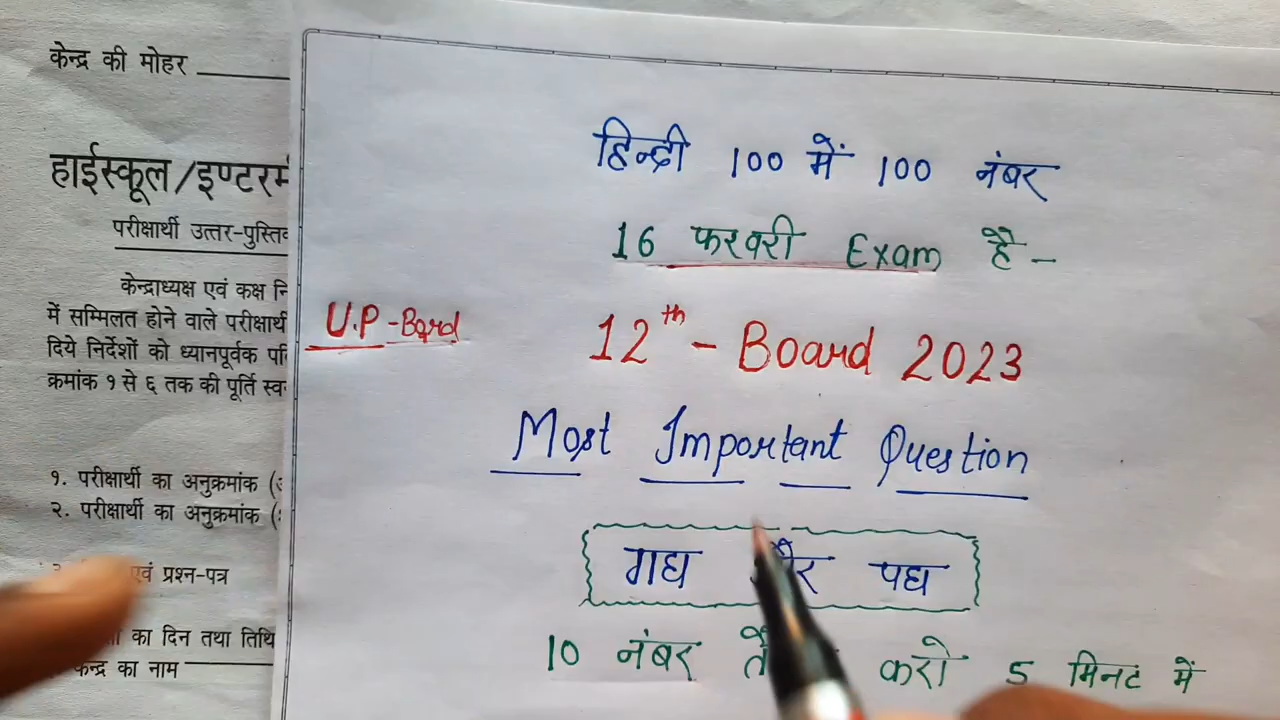 केन्द्र की मोहर
हाईस्कूल/इण्टरमी
परीक्षार्थी उत्तर-पुस्ति
केन्द्राध्यक्ष एवं कक्ष नि
में सम्मिलत होने वाले परीक्षार्थी
दिये निर्देशों को ध्यानपूर्वक
क्रमांक १ से ६ तक की पूर्ति स्व
१. परीक्षार्थी का अनुक्रमांक (
२. परीक्षार्थी का अनुक्रमांक (
एवं प्रश्न-पत्र
का दिन तथा तिथि
केन्द्र का नाम
हिन्दी 100 में 100 नंबर
16 फरवरी Exam है-
U.P-Bord
12th - Board 2023
Most Important Question
गद्य और पद्य
10 नंबर करो 5 मिनट में